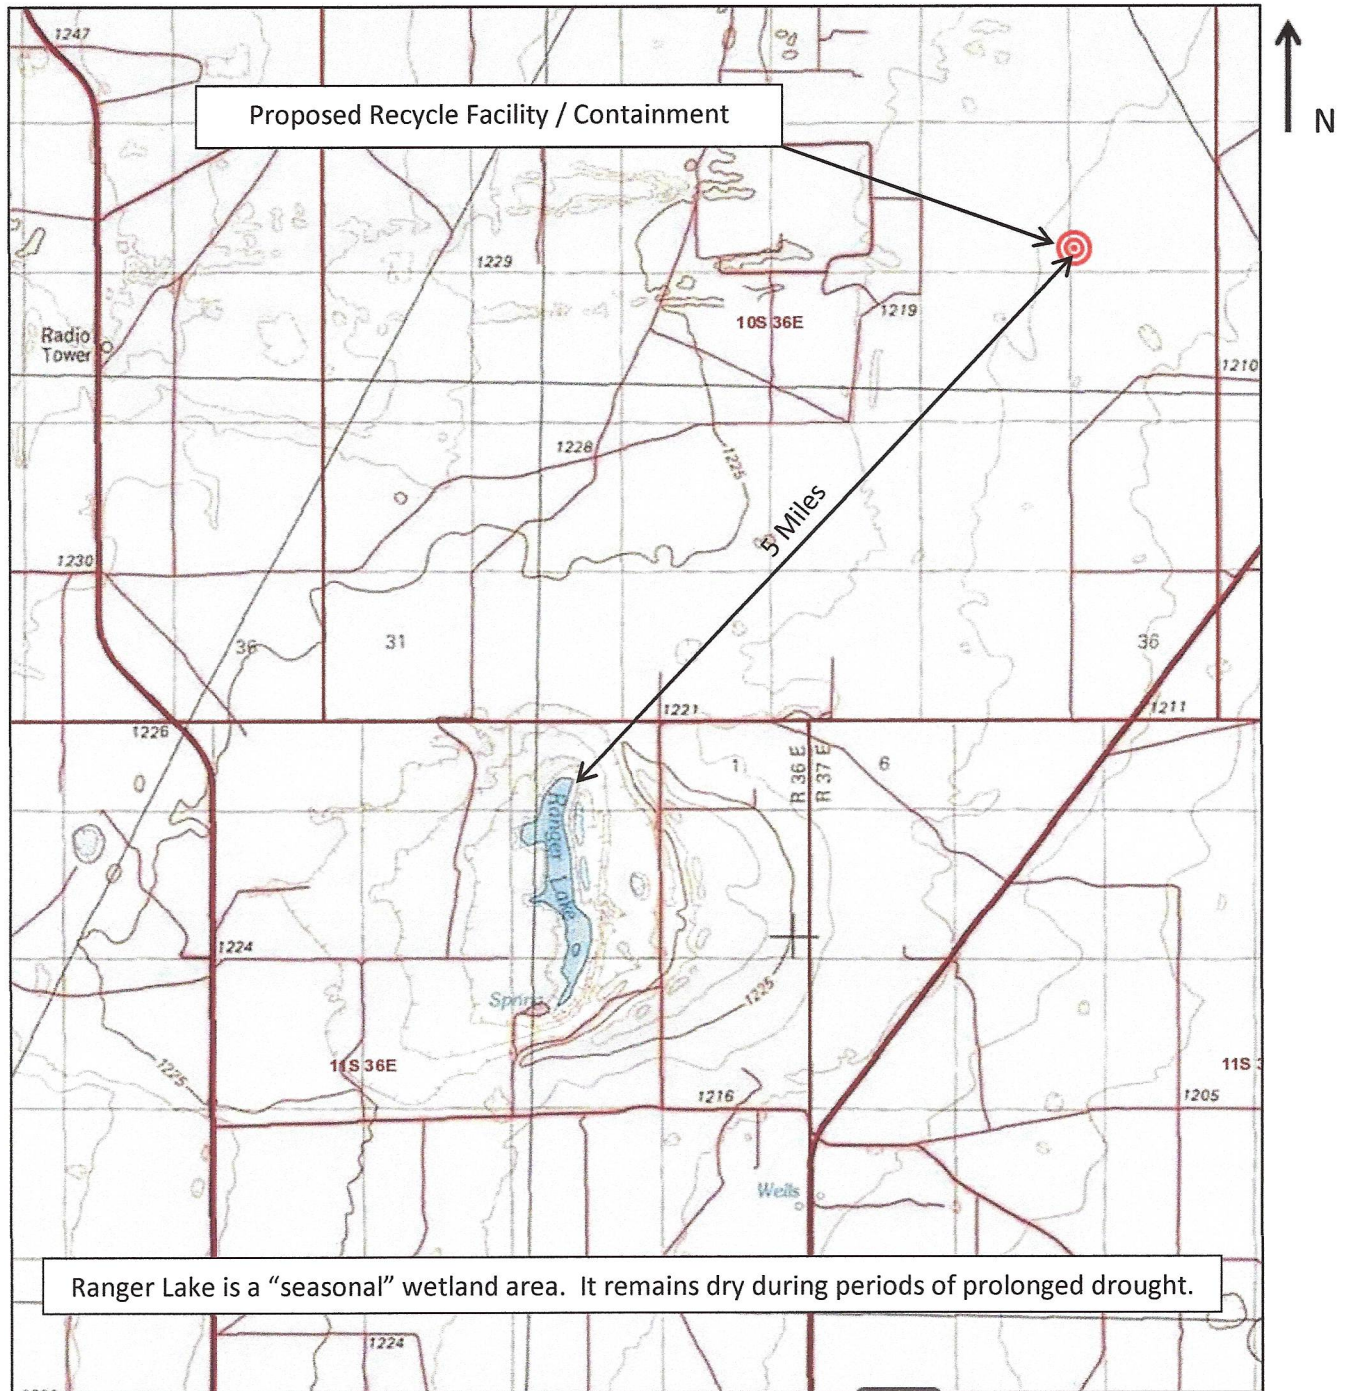 1247
Proposed Recycle Facility / Containment
N
1229
Radio
Tower
1219
10S 36E
1210
1228
1225
5 Miles
1230
36
31
36
1221
1211
1226
1
R 36 E
R 37 E
6
Ranger Lake
1224
Spring
1225
1225
11S 36E
11S
1216
1205
Wells
Ranger Lake is a “seasonal” wetland area. It remains dry during periods of prolonged drought.
1224